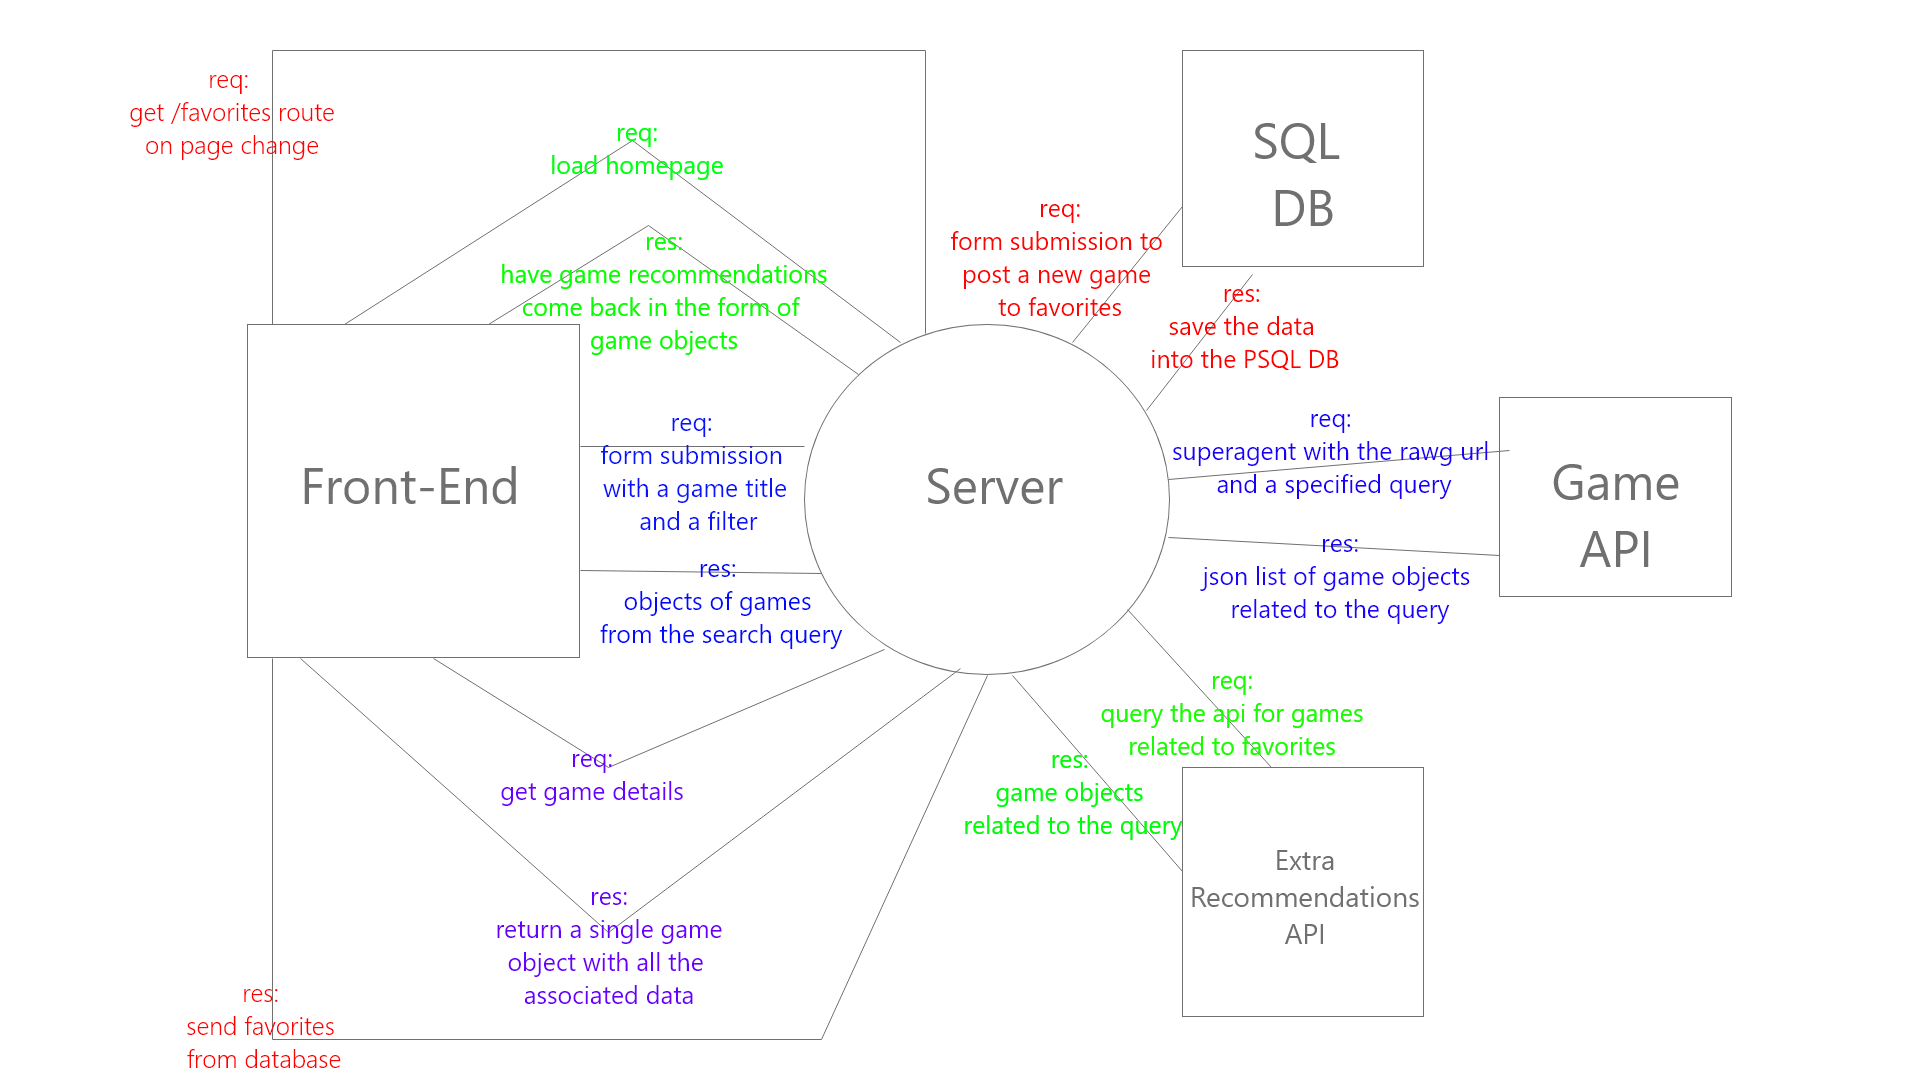 req:
get /favorites route
on page change
req:
load homepage
res:
have game recommendations
come back in the form of
game objects
SQL
DB
req:
form submission to
post a new game
to favorites
res:
save the data
into the PSQL DB
Front-End
req:
form submission
with a game title
and a filter
res:
objects of games
from the search query
Server
req:
superagent with the rawg url
and a specified query
res:
json list of game objects
related to the query
Game
API
req:
get game details
res:
return a single game
object with all the
associated data
req:
query the api for games
related to favorites
res:
game objects
related to the query
Extra
Recommendations
API
res:
send favorites
from database